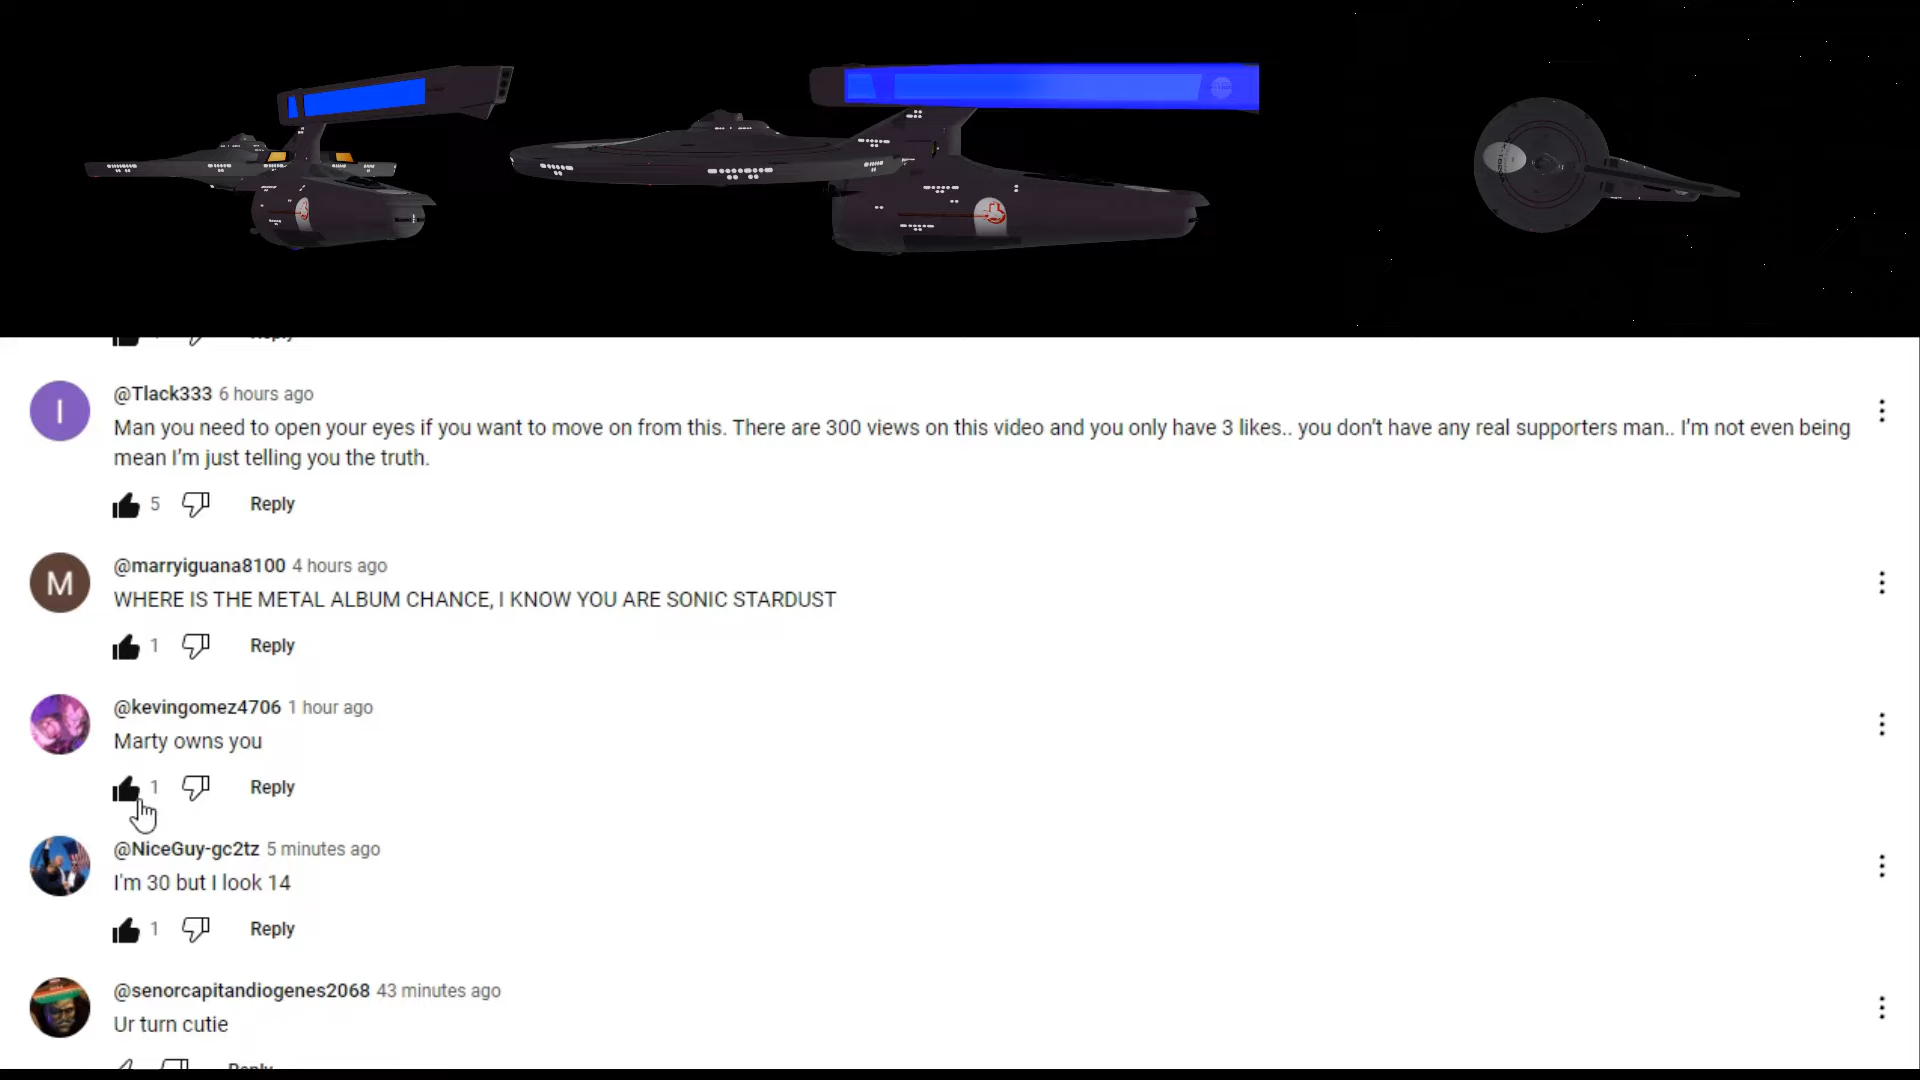 Reply
I
@Tlack333 6 hours ago
Man you need to open your eyes if you want to move on from this. There are 300 views on this video and you only have 3 likes.. you don't have any real supporters man.. I'm not even being
mean I'm just telling you the truth.
5 Reply
M
@marryiguana8100 4 hours ago
WHERE IS THE METAL ALBUM CHANCE, I KNOW YOU ARE SONIC STARDUST
1 Reply
@kevingomez4706 1 hour ago
Marty owns you
1 Reply
@NiceGuy-gc2tz 5 minutes ago
I'm 30 but I look 14
1 Reply
@senorcapitandiogenes2068 43 minutes ago
Ur turn cutie
Reply